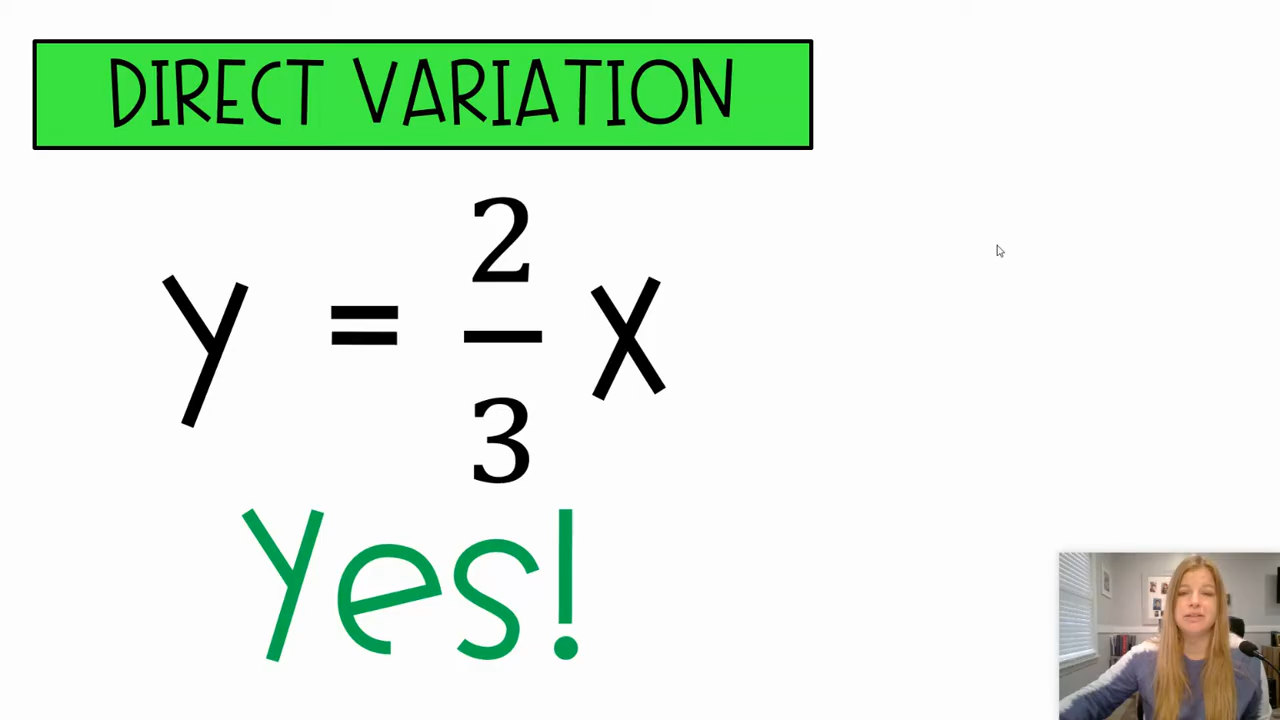 DIRECT VARIATION
y = 2/3 x
Yes!